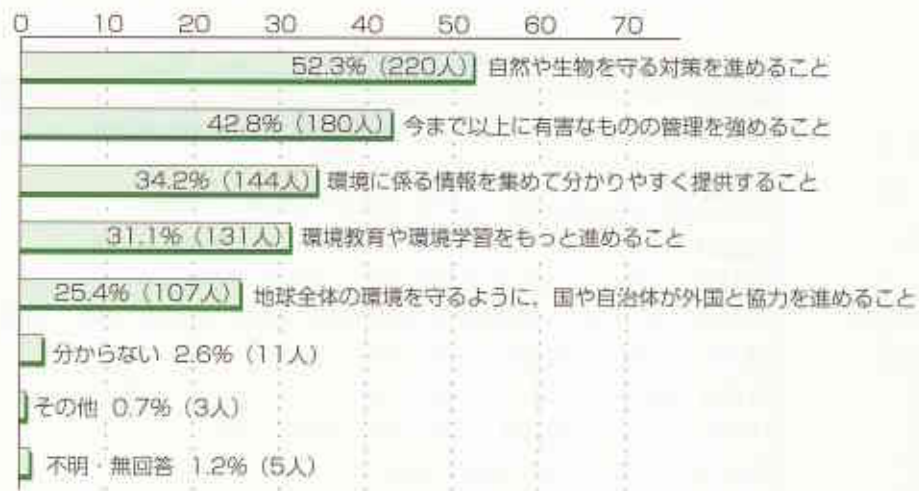 0 10 20 30 40 50 60 70
52.3%（220人） 自然や生物を守る対策を進めること
42.8%（180人） 今まで以上に有害なものの管理を強めること
34.2%（144人） 環境に係る情報を集めて分かりやすく提供すること
31.1%（131人） 環境教育や環境学習をもっと進めること
25.4%（107人） 地球全体の環境を守るように、国や自治体が外国と協力を進めること
分からない 2.6%（11人）
その他 0.7%（3人）
不明・無回答 1.2%（5人）